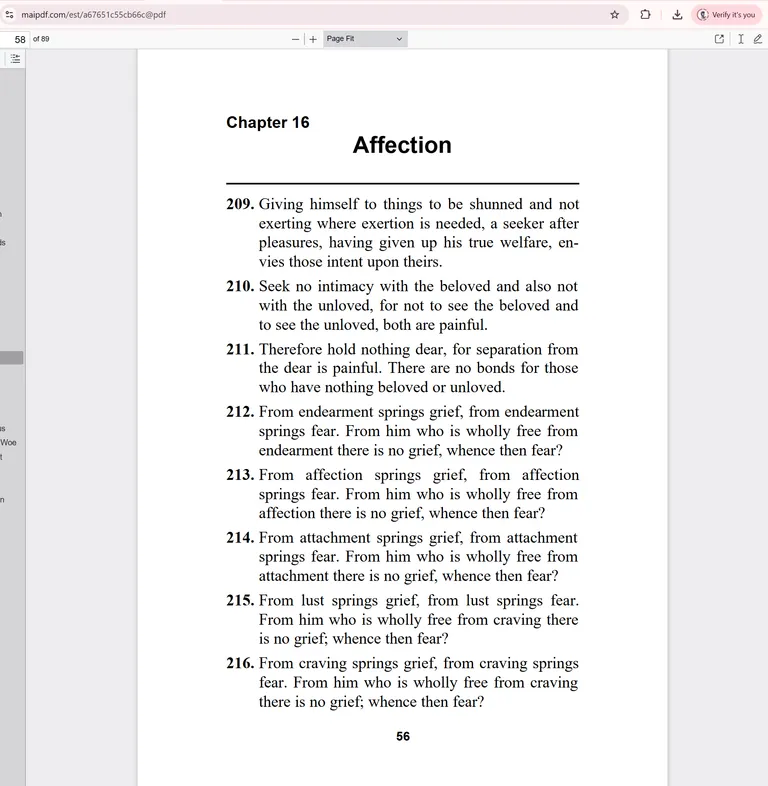 maipdf.com/est/a67651c55cb66c@pdf
Verify it's you
58 of 89
Page Fit
Woe
Chapter 16
Affection
209. Giving himself to things to be shunned and not
exerting where exertion is needed, a seeker after
pleasures, having given up his true welfare, en-
vies those intent upon theirs.
210. Seek no intimacy with the beloved and also not
with the unloved, for not to see the beloved and
to see the unloved, both are painful.
211. Therefore hold nothing dear, for separation from
the dear is painful. There are no bonds for those
who have nothing beloved or unloved.
212. From endearment springs grief, from endearment
springs fear. From him who is wholly free from
endearment there is no grief, whence then fear?
213. From affection springs grief, from affection
springs fear. From him who is wholly free from
affection there is no grief, whence then fear?
214. From attachment springs grief, from attachment
springs fear. From him who is wholly free from
attachment there is no grief, whence then fear?
215. From lust springs grief, from lust springs fear.
From him who is wholly free from craving there
is no grief; whence then fear?
216. From craving springs grief, from craving springs
fear. From him who is wholly free from craving
there is no grief; whence then fear?
56